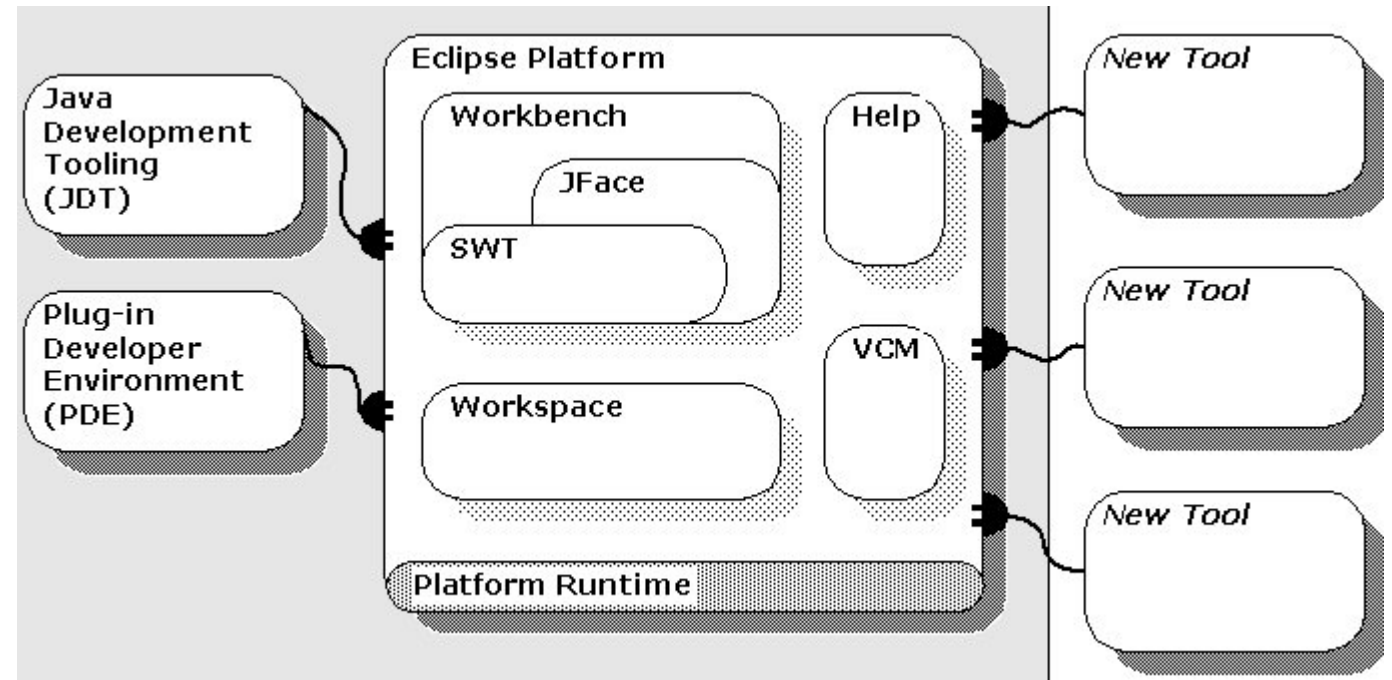 Java
Development
Tooling
(JDT)
Plug-in
Developer
Environment
(PDE)
Eclipse Platform
Workbench
JFace
SWT
Workspace
Help
VCM
Platform Runtime
New Tool
New Tool
New Tool